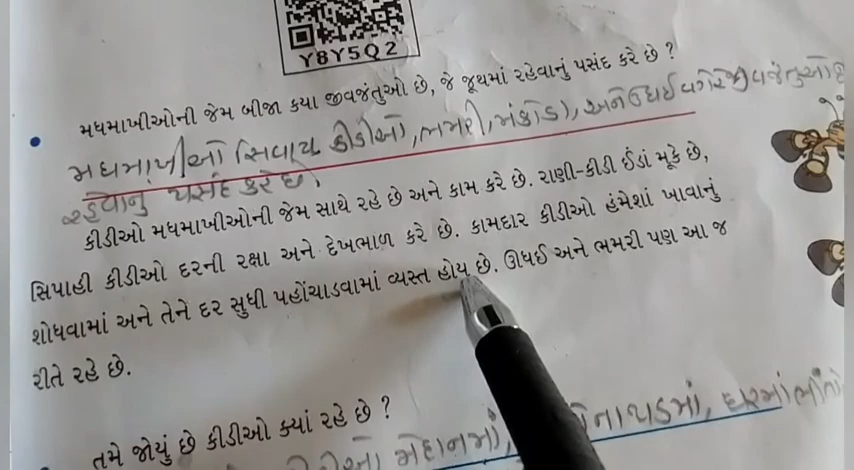 Y8Y5Q2
મધમાખીઓની જેમ બીજા કયા જીવજંતુઓ છે, જે જૂથમાં રહેવાનું પસંદ કરે છે ?
મધમાખીઓ સિવાય કીડીઓ, ભમરી, મંકોડા, અને ઉધઈ વગેરે જીવજંતુઓ
રહેવાનું પસંદ કરે છે.
કીડીઓ મધમાખીઓની જેમ સાથે રહે છે અને કામ કરે છે. રાણી-કીડી ઈંડાં મૂકે છે,
સિપાહી કીડીઓ દરની રક્ષા અને દેખભાળ કરે છે. કામદાર કીડીઓ હંમેશાં ખાવાનું
શોધવામાં અને તેને દર સુધી પહોંચાડવામાં વ્યસ્ત હોય છે. ઊધઈ અને ભમરી પણ આ જ
રીતે રહે છે.
તમે જોયું છે કીડીઓ ક્યાં રહે છે ?
મેદાનમાં, ઘરમાં